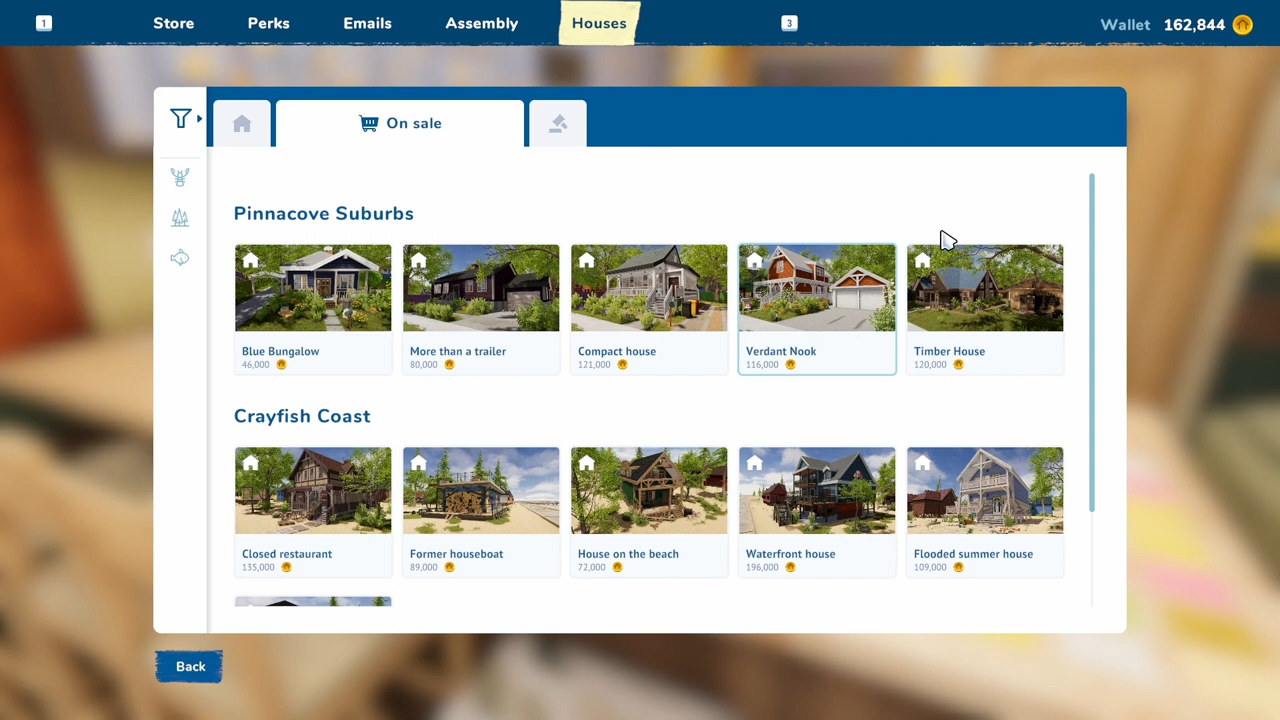 1 Store Perks Emails Assembly Houses 3 Wallet 162,844
On sale
Pinnacove Suburbs
Blue Bungalow
46,000
More than a trailer
80,000
Compact house
121,000
Verdant Nook
116,000
Timber House
120,000
Crayfish Coast
Closed restaurant
135,000
Former houseboat
89,000
House on the beach
72,000
Waterfront house
196,000
Flooded summer house
109,000
Back